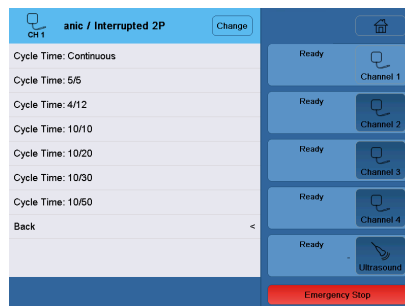 CH 1
anic / Interrupted 2P
Change
Cycle Time: Continuous
Cycle Time: 5/5
Cycle Time: 4/12
Cycle Time: 10/10
Cycle Time: 10/20
Cycle Time: 10/30
Cycle Time: 10/50
Back <
Ready
Channel 1
Ready
Channel 2
Ready
Channel 3
Ready
Channel 4
Ready
Ultrasound
Emergency Stop